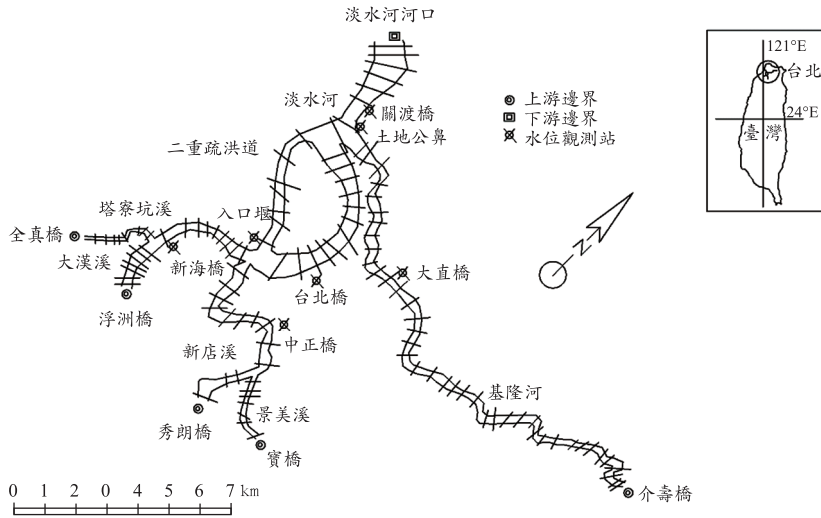 淡水河河口
121°E
台北
淡水河
關渡橋
上游邊界
土地公鼻
下游邊界
24°E
二重疏洪道
水位觀測站
臺灣
塔寮坑溪
入口堰
全真橋
大漢溪
新海橋
大直橋
台北橋
浮洲橋
中正橋
新店溪
基隆河
景美溪
秀朗橋
寶橋
介壽橋
0 1 2 0 4 5 6 7 km